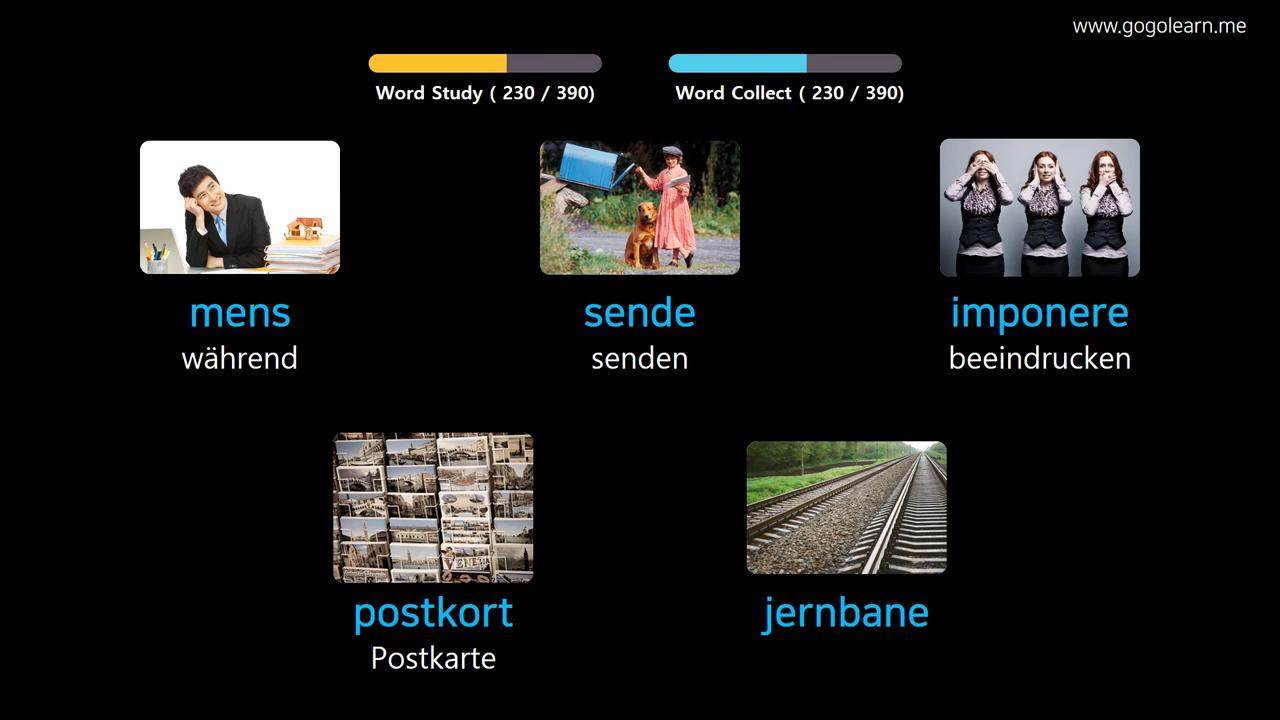 www.gogolearn.me
Word Study ( 230 / 390)
Word Collect ( 230 / 390)
mens
während
sende
senden
imponere
beeindrucken
postkort
Postkarte
jernbane